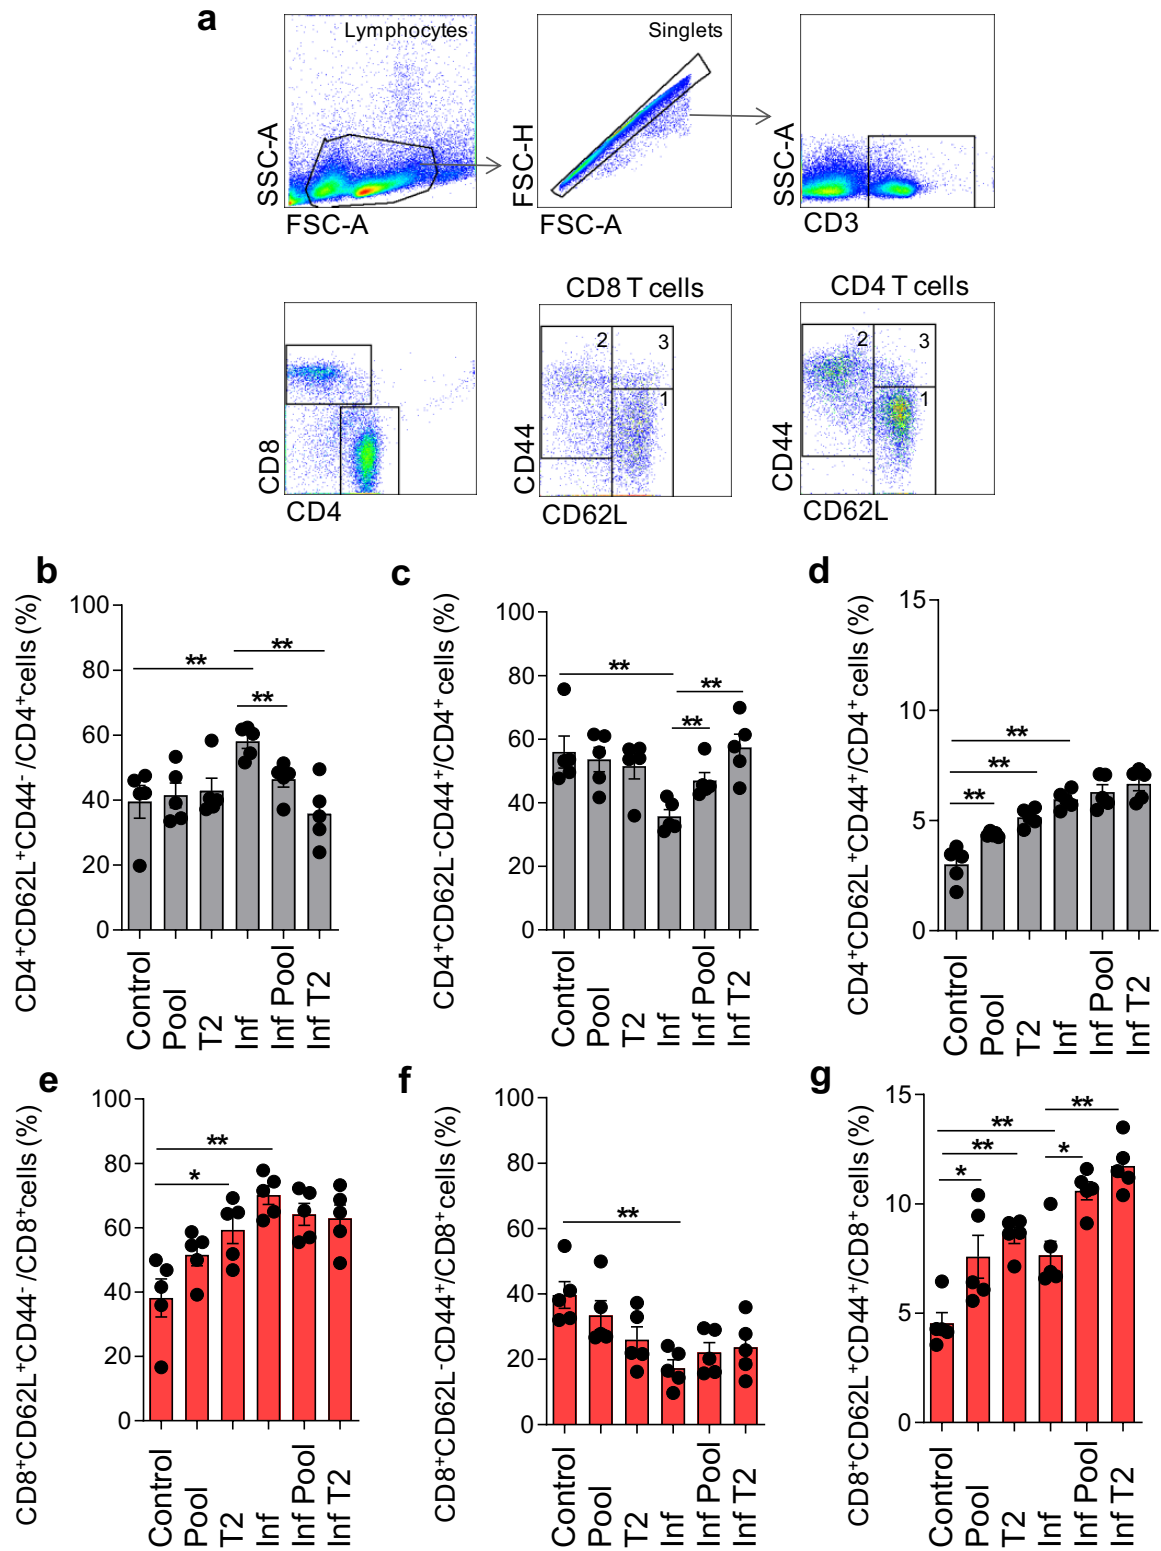 a
Lymphocytes
SSC-A
FSC-A
Singlets
FSC-H
FSC-A
SSC-A
CD3
CD8
CD4
CD8 T cells
2
3
1
CD44
CD62L
CD4 T cells
2
3
1
CD44
CD62L
b
CD4⁺CD62L⁺CD44⁻/CD4⁺cells (%)
100
80
60
40
20
0
**
**
**
Control
Pool
T2
Inf
Inf Pool
Inf T2
c
CD4⁺CD62L⁻CD44⁺/CD4⁺cells (%)
100
80
60
40
20
0
**
**
**
Control
Pool
T2
Inf
Inf Pool
Inf T2
d
CD4⁺CD62L⁺CD44⁺/CD4⁺cells (%)
15
10
5
0
**
**
**
Control
Pool
T2
Inf
Inf Pool
Inf T2
e
CD8⁺CD62L⁺CD44⁻/CD8⁺cells (%)
100
80
60
40
20
0
**
*
Control
Pool
T2
Inf
Inf Pool
Inf T2
f
CD8⁺CD62L⁻CD44⁺/CD8⁺cells (%)
100
80
60
40
20
0
**
Control
Pool
T2
Inf
Inf Pool
Inf T2
g
CD8⁺CD62L⁺CD44⁺/CD8⁺cells (%)
15
10
5
0
**
**
**
*
*
Control
Pool
T2
Inf
Inf Pool
Inf T2